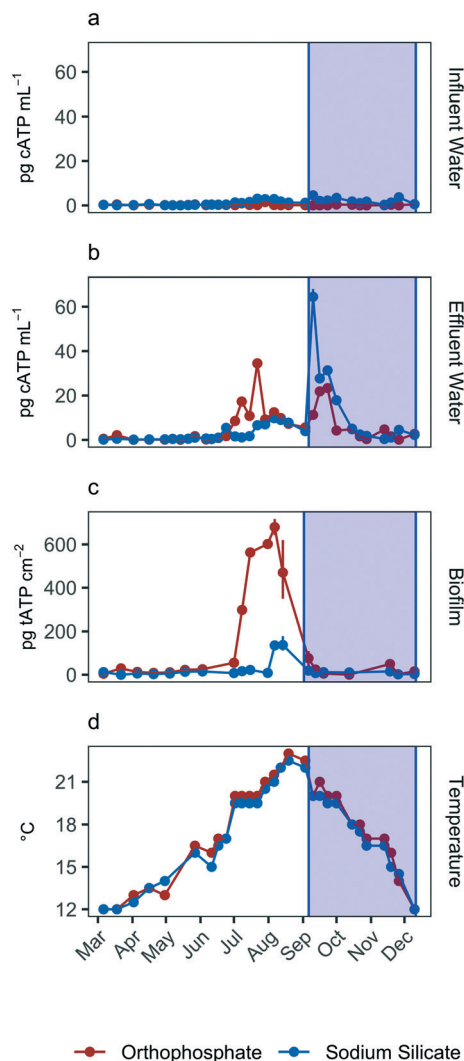 a
60
40
20
0
pg cATP mL−1
Influent Water
b
60
40
20
0
pg cATP mL−1
Effluent Water
c
600
400
200
0
pg tATP cm−2
Biofilm
d
21
18
15
12
°C
Temperature
Mar Apr May Jun Jul Aug Sep Oct Nov Dec
Orthophosphate Sodium Silicate